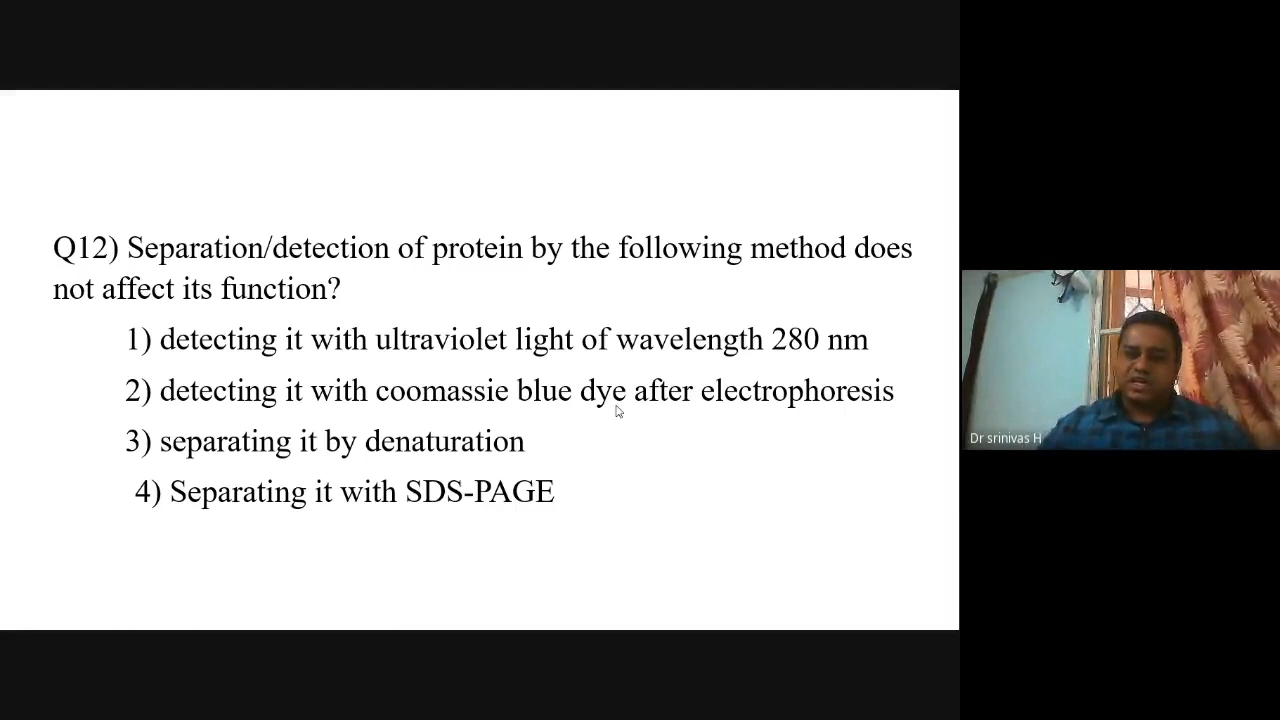 Q12) Separation/detection of protein by the following method does
not affect its function?
1) detecting it with ultraviolet light of wavelength 280 nm
2) detecting it with coomassie blue dye after electrophoresis
3) separating it by denaturation
4) Separating it with SDS-PAGE
Dr srinivas H